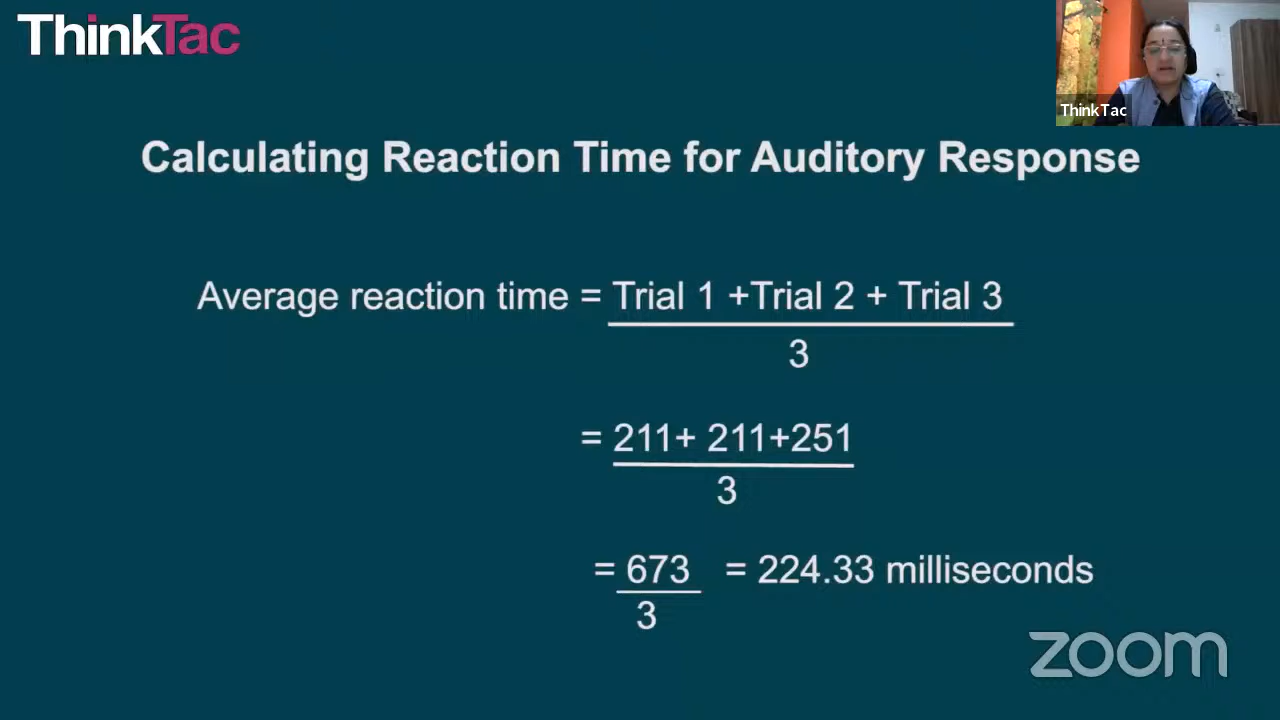 ThinkTac
ThinkTac
Calculating Reaction Time for Auditory Response
Average reaction time = Trial 1 +Trial 2 + Trial 3
3
= 211+ 211+251
3
= 673 = 224.33 milliseconds
3
zoom